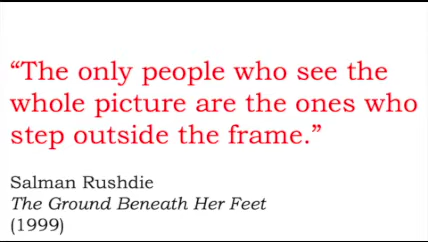 “The only people who see the
whole picture are the ones who
step outside the frame.”
Salman Rushdie
The Ground Beneath Her Feet
(1999)